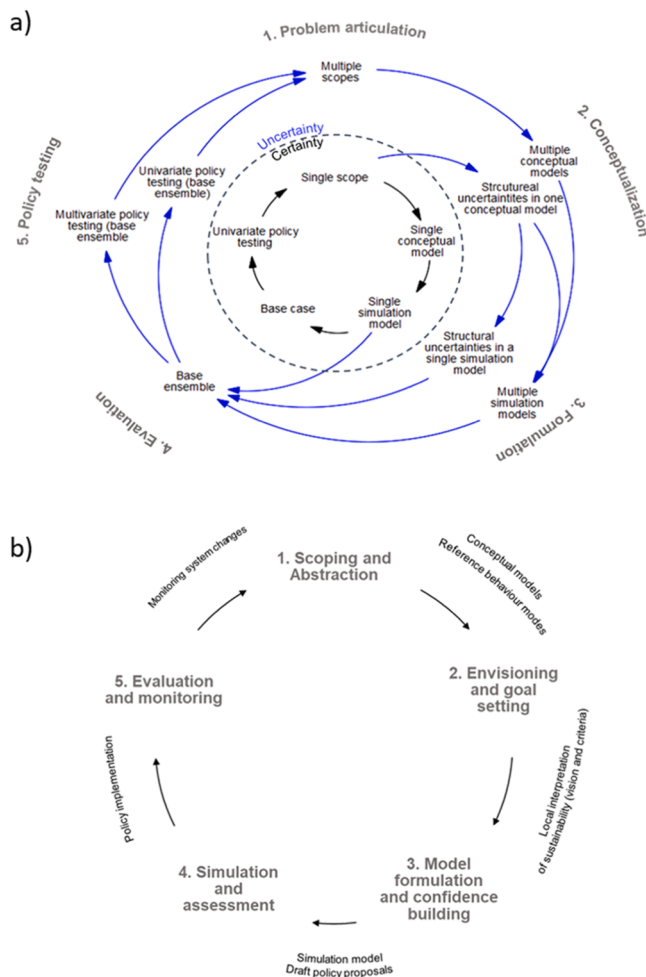 a)
1. Problem articulation
Multiple
scopes
2. Conceptualization
Uncertainty
Certainty
Multiple
conceptual
models
5. Policy testing
Univariate policy
testing (base
ensemble)
Single scope
Strcutureal
uncertaintites in one
conceptual model
Multivariate policy
testing (base
ensemble
Univariate policy
testing
Single
conceptual
model
Base case
Single
simulation
model
Structural
uncertainties in a
single simulation
model
Base
ensemble
Multiple
simulation
models
4. Evaluation
3. Formulation
b)
Monitoring system changes
1. Scoping and
Abstraction
Conceptual models
Reference behaviour modes
5. Evaluation
and monitoring
2. Envisioning
and goal
setting
Policy implementation
Local interpretation
of sustainability (vision and criteria)
4. Simulation
and
assessment
3. Model
formulation
and confidence
building
Simulation model
Draft policy proposals